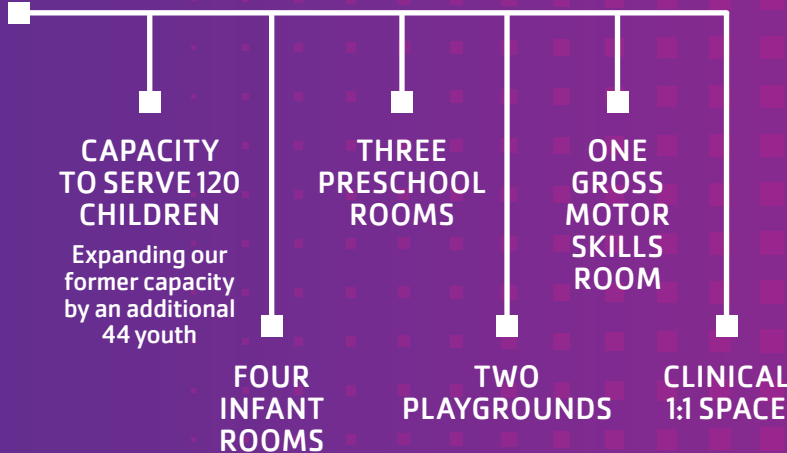 CAPACITY
TO SERVE 120
CHILDREN
Expanding our
former capacity
by an additional
44 youth
FOUR
INFANT
ROOMS
THREE
PRESCHOOL
ROOMS
TWO
PLAYGROUNDS
ONE
GROSS
MOTOR
SKILLS
ROOM
CLINICAL
1:1 SPACE